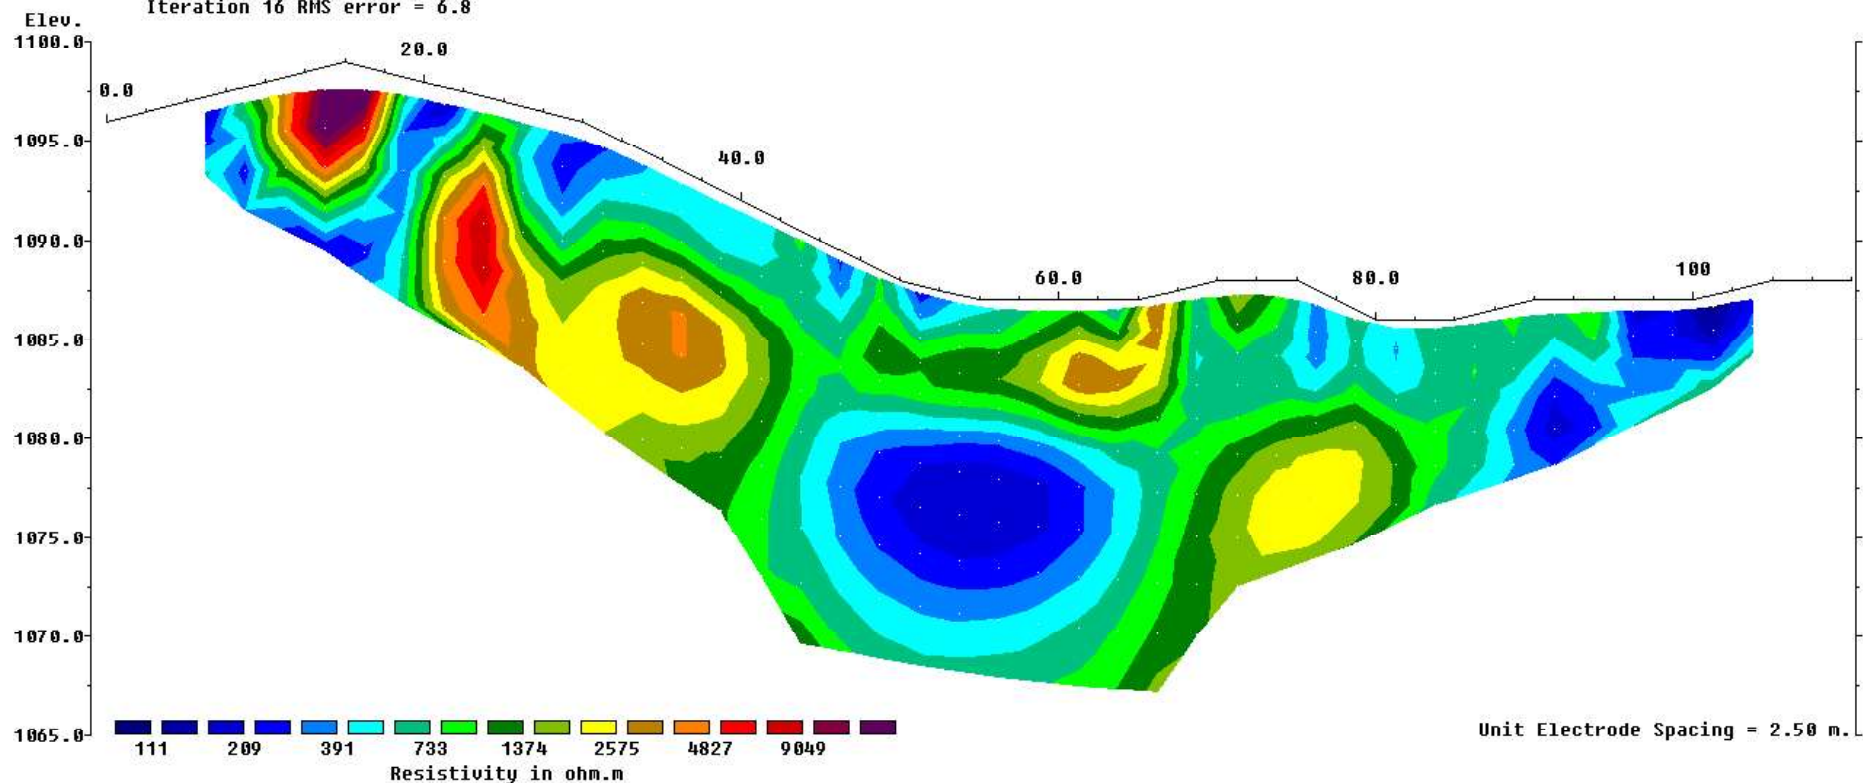 Iteration 16 RMS error = 6.8
Elev.
1100.0
20.0
0.0
1095.0
40.0
1090.0
60.0
80.0
100
1085.0
1080.0
1075.0
1070.0
1065.0
111 209 391 733 1374 2575 4827 9049
Resistivity in ohm.m
Unit Electrode Spacing = 2.50 m.